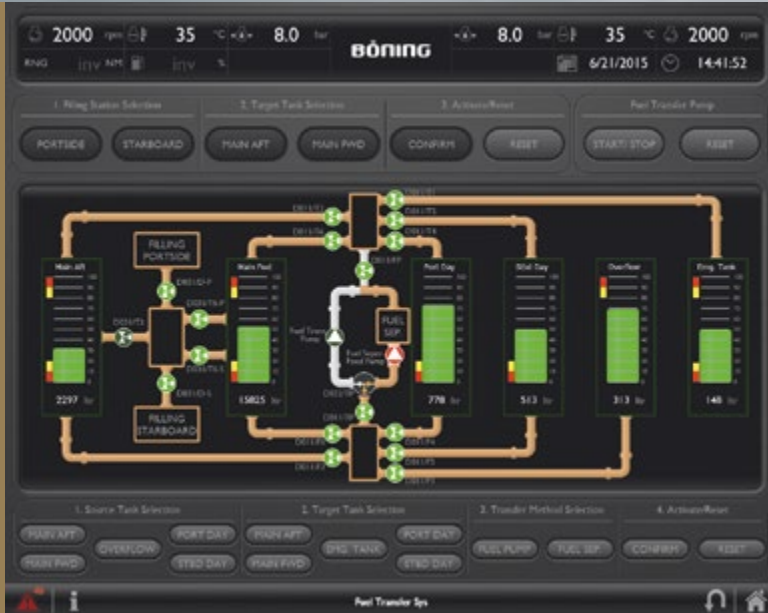 2000 rpm 35 °C 8.0 bar BÖNING 8.0 bar 35 °C 2000 rpm
RNG inv NM inv % 6/21/2015 14:41:52
1. Filling Station Selection 2. Target Tank Selection 3. Activate/Reset Fuel Transfer Pump
PORTSIDE STARBOARD MAIN AFT MAIN FWD CONFIRM RESET START/ STOP RESET
FILLING
PORTSIDE
Main Aft Main Fwd Port Day Stbd Day Overflow Emg. Tank
FUEL
SEP.
Fuel Trans
Pump
FILLING
STARBOARD
2297 ltr 15825 ltr 778 ltr 513 ltr 313 ltr 148 ltr
1. Source Tank Selection 2. Target Tank Selection 3. Transfer Method Selection 4. Activate/Reset
MAIN AFT OVERFLOW PORT DAY MAIN AFT EMG. TANK PORT DAY FUEL PUMP FUEL SEP. CONFIRM RESET
MAIN FWD STBD DAY MAIN FWD STBD DAY
Fuel Transfer Sys